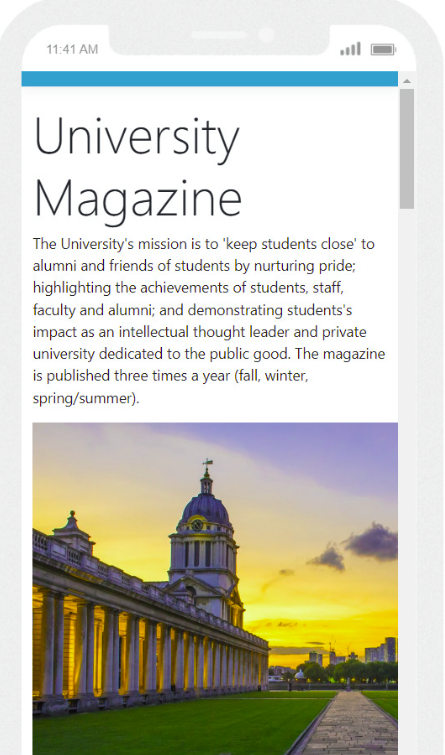 11:41 AM
University
Magazine
The University's mission is to 'keep students close' to
alumni and friends of students by nurturing pride;
highlighting the achievements of students, staff,
faculty and alumni; and demonstrating students's
impact as an intellectual thought leader and private
university dedicated to the public good. The magazine
is published three times a year (fall, winter,
spring/summer).